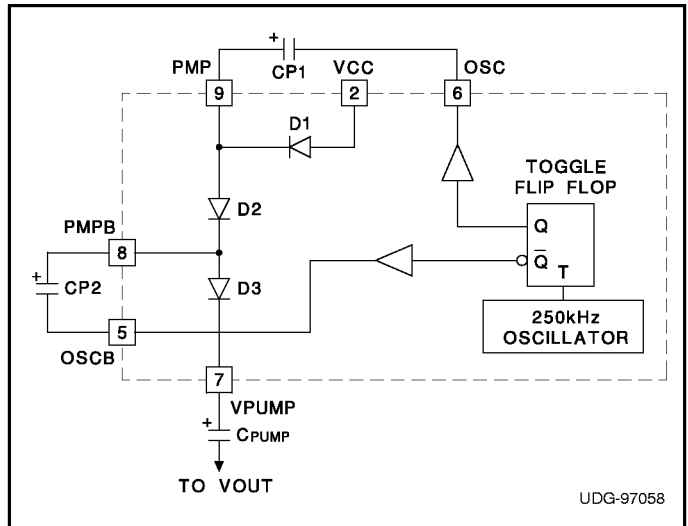 PMP
+
CP1
VCC
OSC
9
2
6
D1
TOGGLE
FLIP FLOP
D2
Q
PMPB
8
Q̅
T
+
CP2
D3
250kHz
OSCILLATOR
5
OSCB
7
VPUMP
+
CPUMP
TO VOUT
UDG-97058